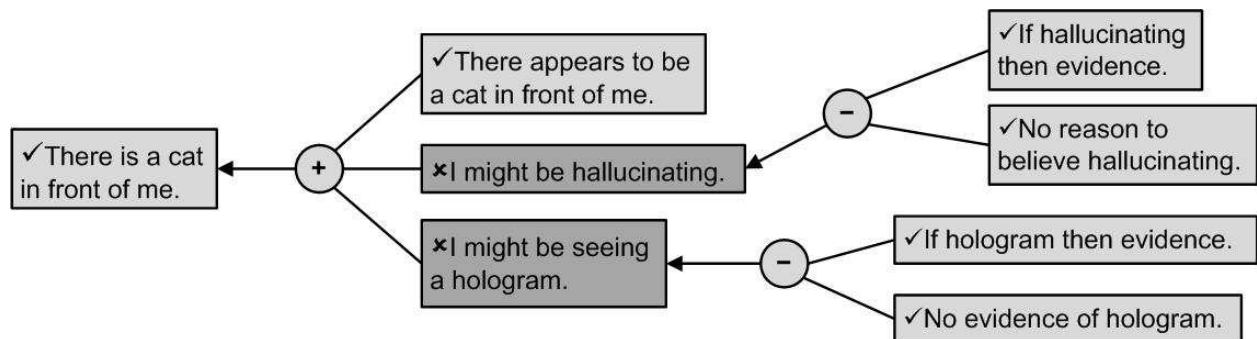 ✓There is a cat
in front of me.
+
✓There appears to be
a cat in front of me.
✘I might be hallucinating.
✘I might be seeing
a hologram.
−
✓If hallucinating
then evidence.
✓No reason to
believe hallucinating.
−
✓If hologram then evidence.
✓No evidence of hologram.